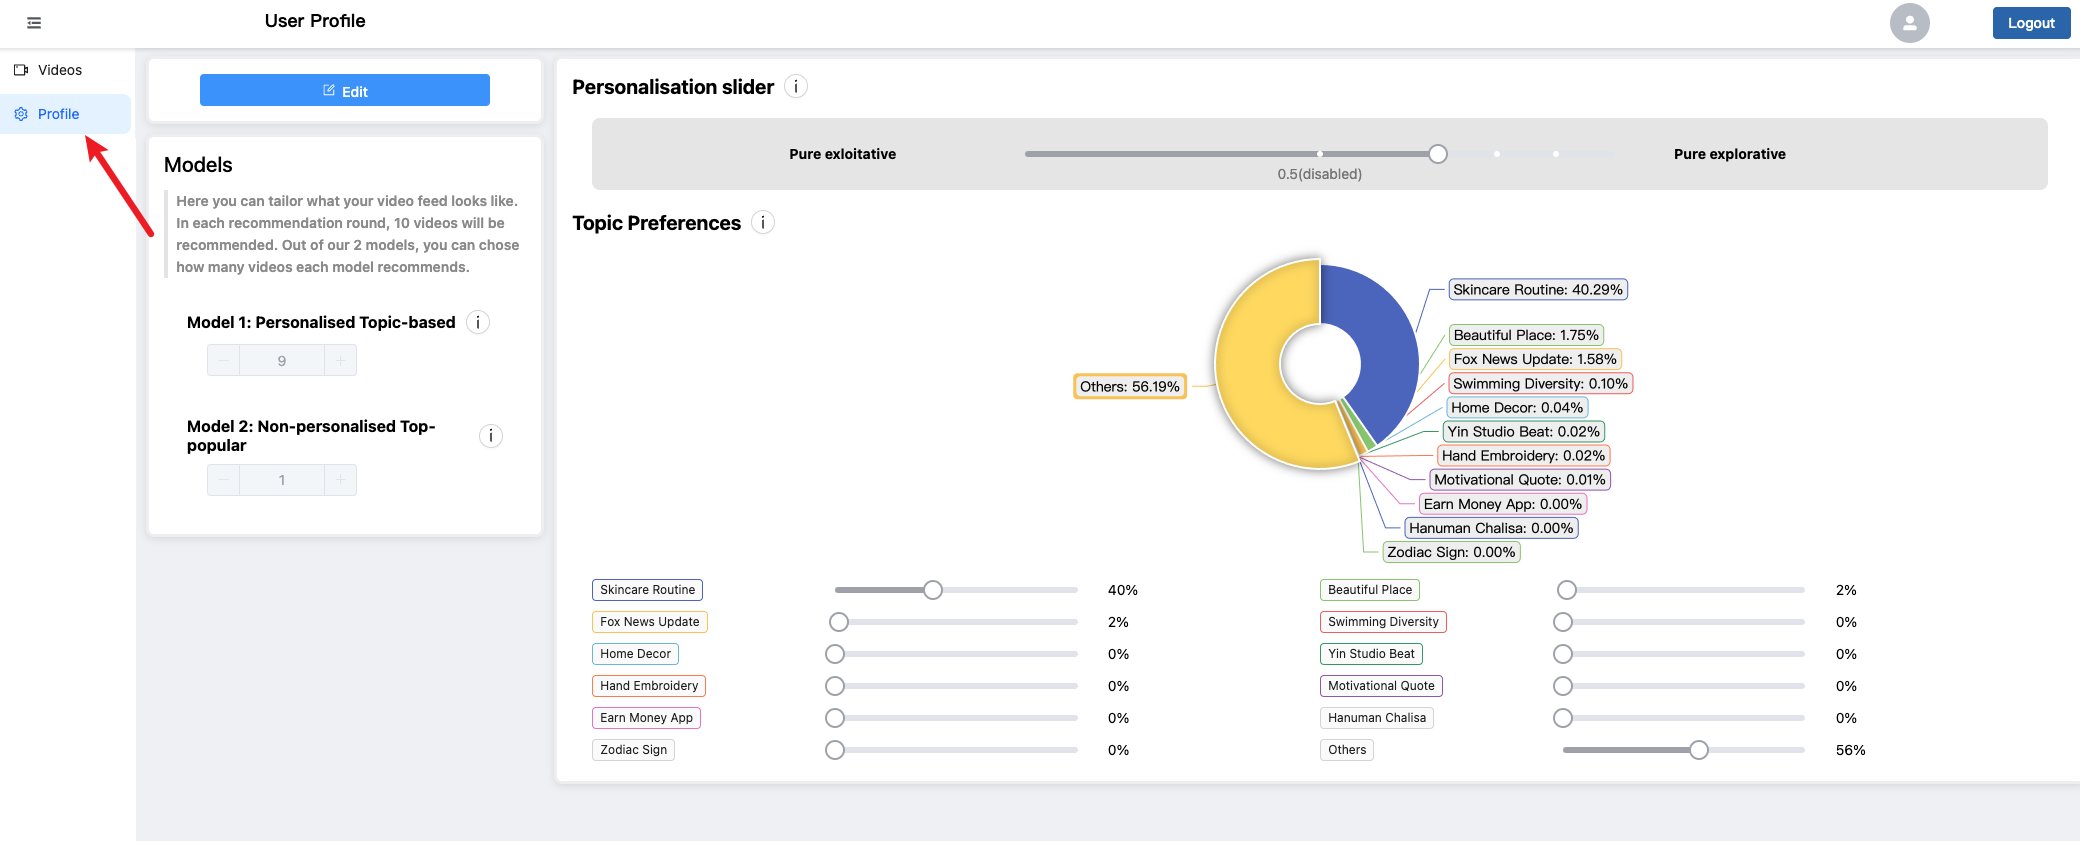 User Profile
Logout
Videos
Profile
Edit
Models
Here you can tailor what your video feed looks like.
In each recommendation round, 10 videos will be
recommended. Out of our 2 models, you can chose
how many videos each model recommends.
Model 1: Personalised Topic-based
i
9
Model 2: Non-personalised Top-
popular
i
1
Personalisation slider
i
Pure exloitative
Pure explorative
0.5(disabled)
Topic Preferences
i
Skincare Routine: 40.29%
Beautiful Place: 1.75%
Fox News Update: 1.58%
Swimming Diversity: 0.10%
Home Decor: 0.04%
Yin Studio Beat: 0.02%
Hand Embroidery: 0.02%
Motivational Quote: 0.01%
Earn Money App: 0.00%
Hanuman Chalisa: 0.00%
Zodiac Sign: 0.00%
Others: 56.19%
Skincare Routine 40%
Beautiful Place 2%
Fox News Update 2%
Swimming Diversity 0%
Home Decor 0%
Yin Studio Beat 0%
Hand Embroidery 0%
Motivational Quote 0%
Earn Money App 0%
Hanuman Chalisa 0%
Zodiac Sign 0%
Others 56%